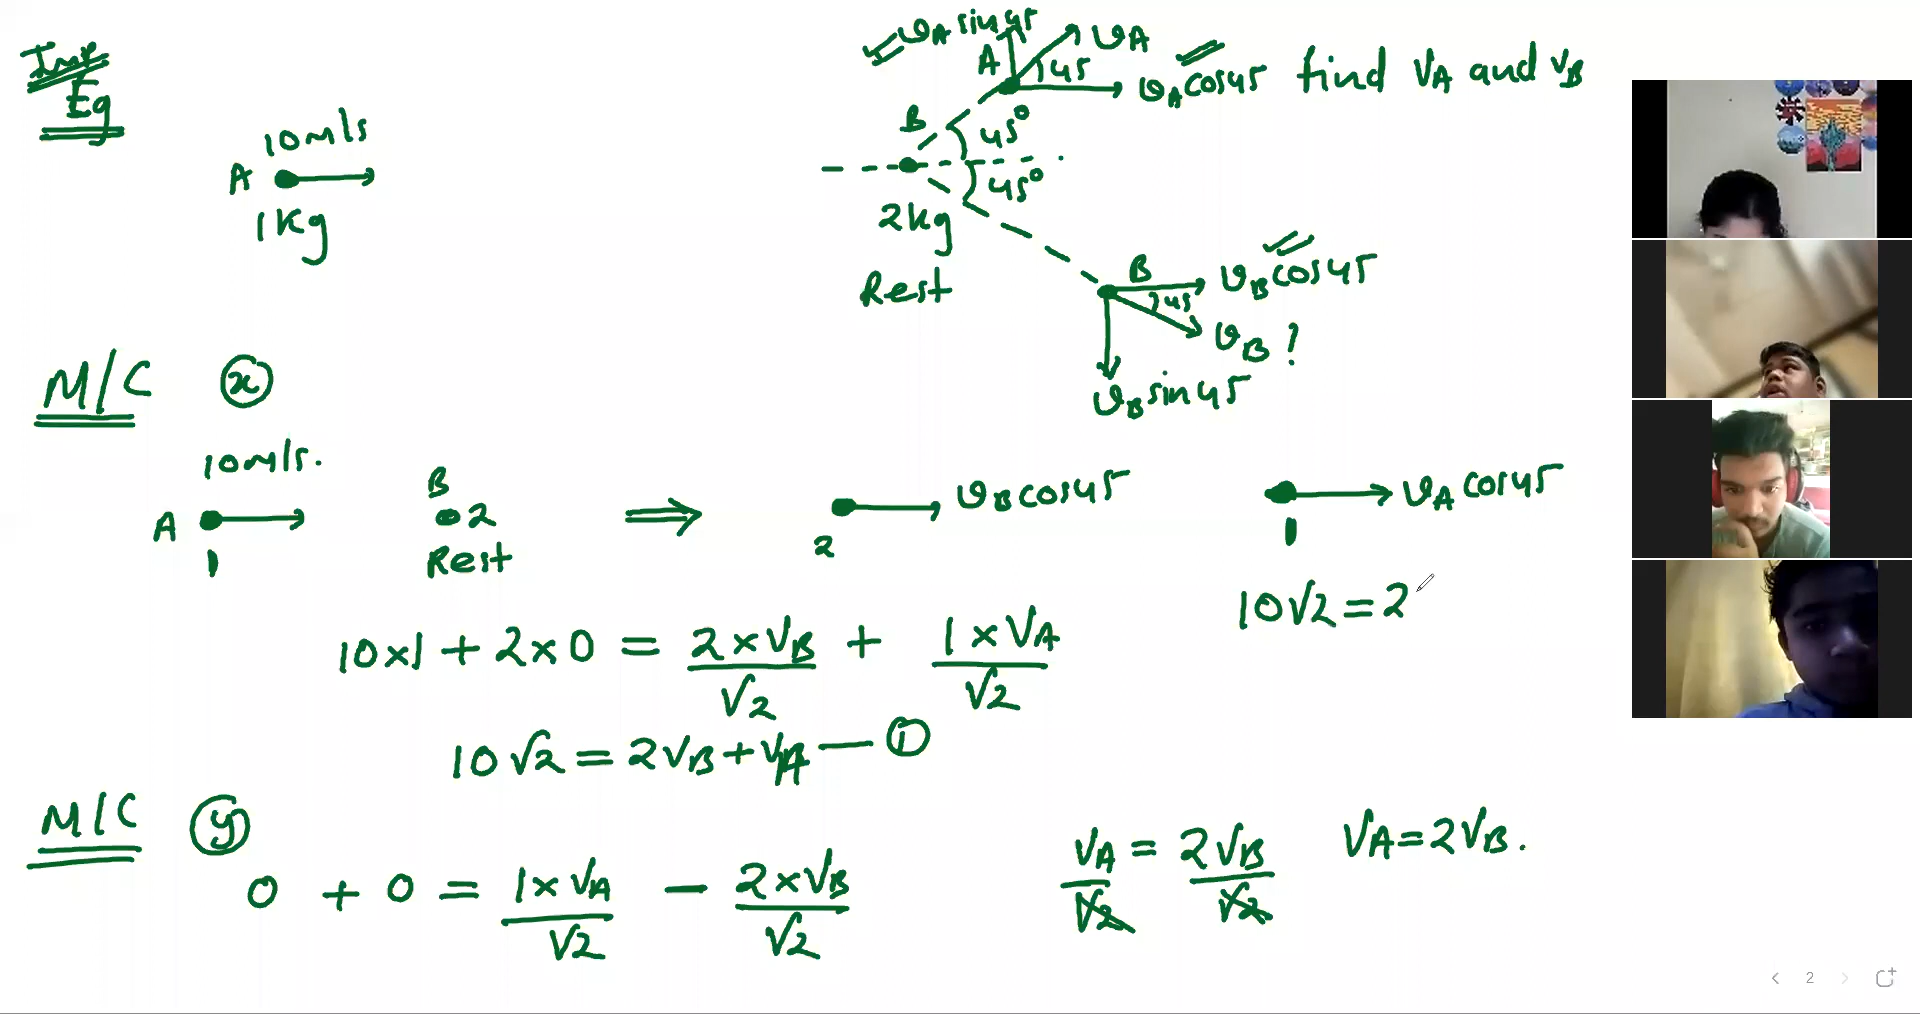 Imp
Eg
10m/s
A
1Kg
vA sin45
A
vA
45
vA cos45
find VA and VB
B
45°
45°
2kg
Rest
B
vB cos45
45
vB ?
vB sin45
M/C
x
10m/s.
A
1
B
2
Rest
⇒
2
vB cos45
1
vA cos45
10×1 + 2×0 = 2×VB/√2 + 1×VA/√2
10√2 = 2
10√2 = 2VB + VA — ①
M/C
y
0 + 0 = 1×VA/√2 − 2×VB/√2
VA/√2 = 2VB/√2
VA = 2VB.
2